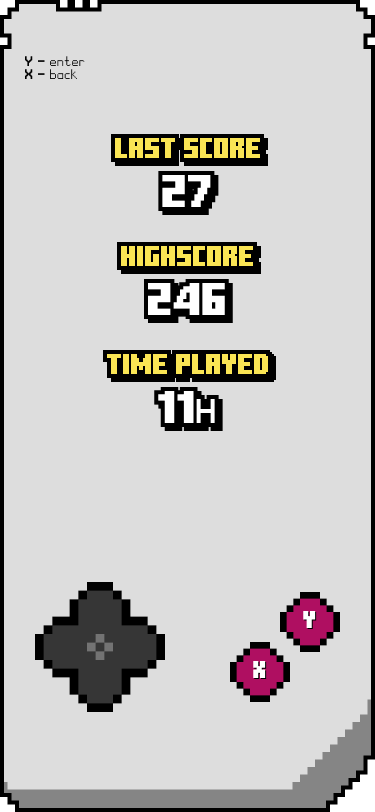 Y - enter
X - back
LAST SCORE
27
HIGHSCORE
246
TIME PLAYED
11H
Y
X